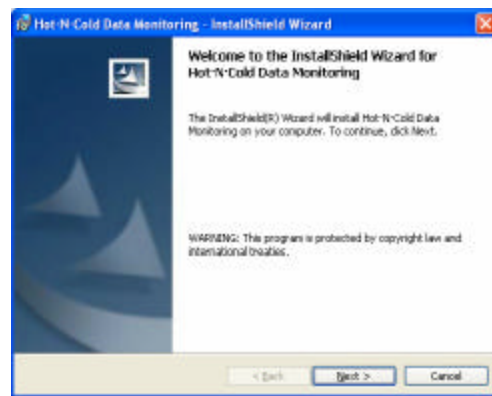 Hot-N-Cold Data Monitoring - InstallShield Wizard
Welcome to the InstallShield Wizard for
Hot-N-Cold Data Monitoring
The InstallShield(R) Wizard will install Hot-N-Cold Data
Monitoring on your computer. To continue, click Next.
WARNING: This program is protected by copyright law and
international treaties.
< Back
Next >
Cancel